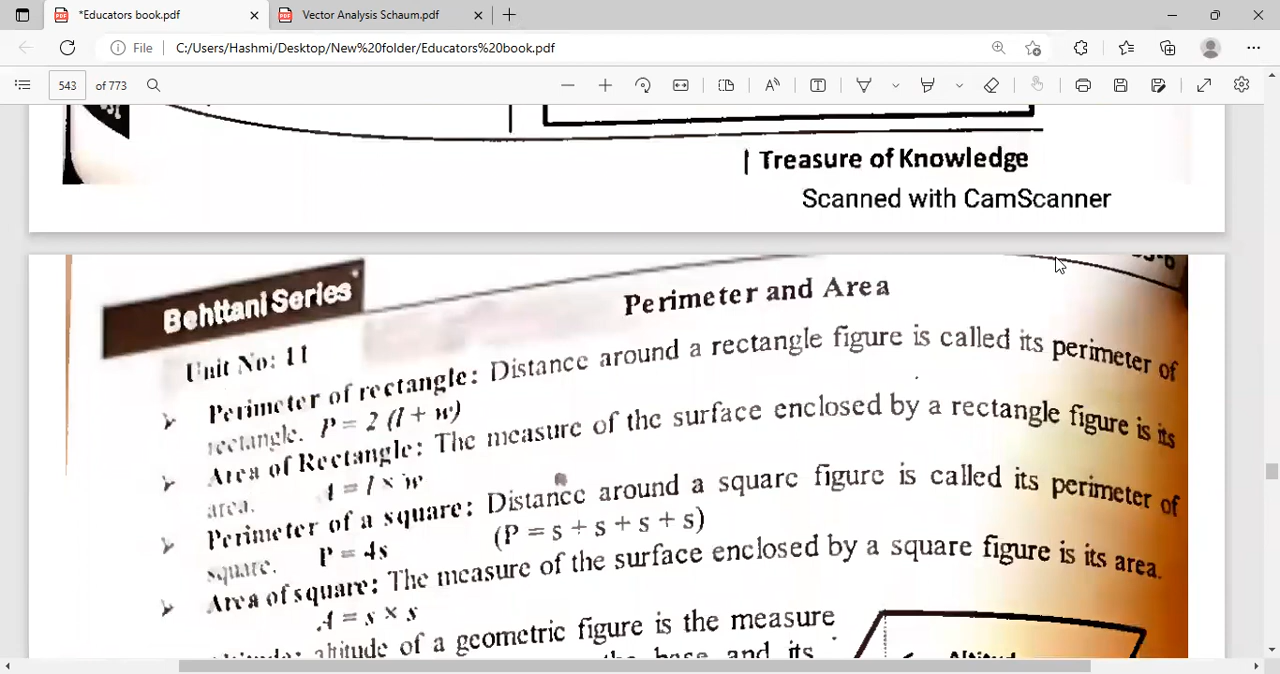 *Educators book.pdf
Vector Analysis Schaum.pdf
File
C:/Users/Hashmi/Desktop/New%20folder/Educators%20book.pdf
543
of 773
Treasure of Knowledge
Scanned with CamScanner
Behttani Series
Perimeter and Area
Unit No: 11
Perimeter of rectangle: Distance around a rectangle figure is called its perimeter of
rectangle. P = 2 (l + w)
Area of Rectangle: The measure of the surface enclosed by a rectangle figure is its
area. A = l × w
Perimeter of a square: Distance around a square figure is called its perimeter of
square. P = 4s (P = s + s + s + s)
Area of square: The measure of the surface enclosed by a square figure is its area.
A = s × s
altitude of a geometric figure is the measure
base and its
Altitud